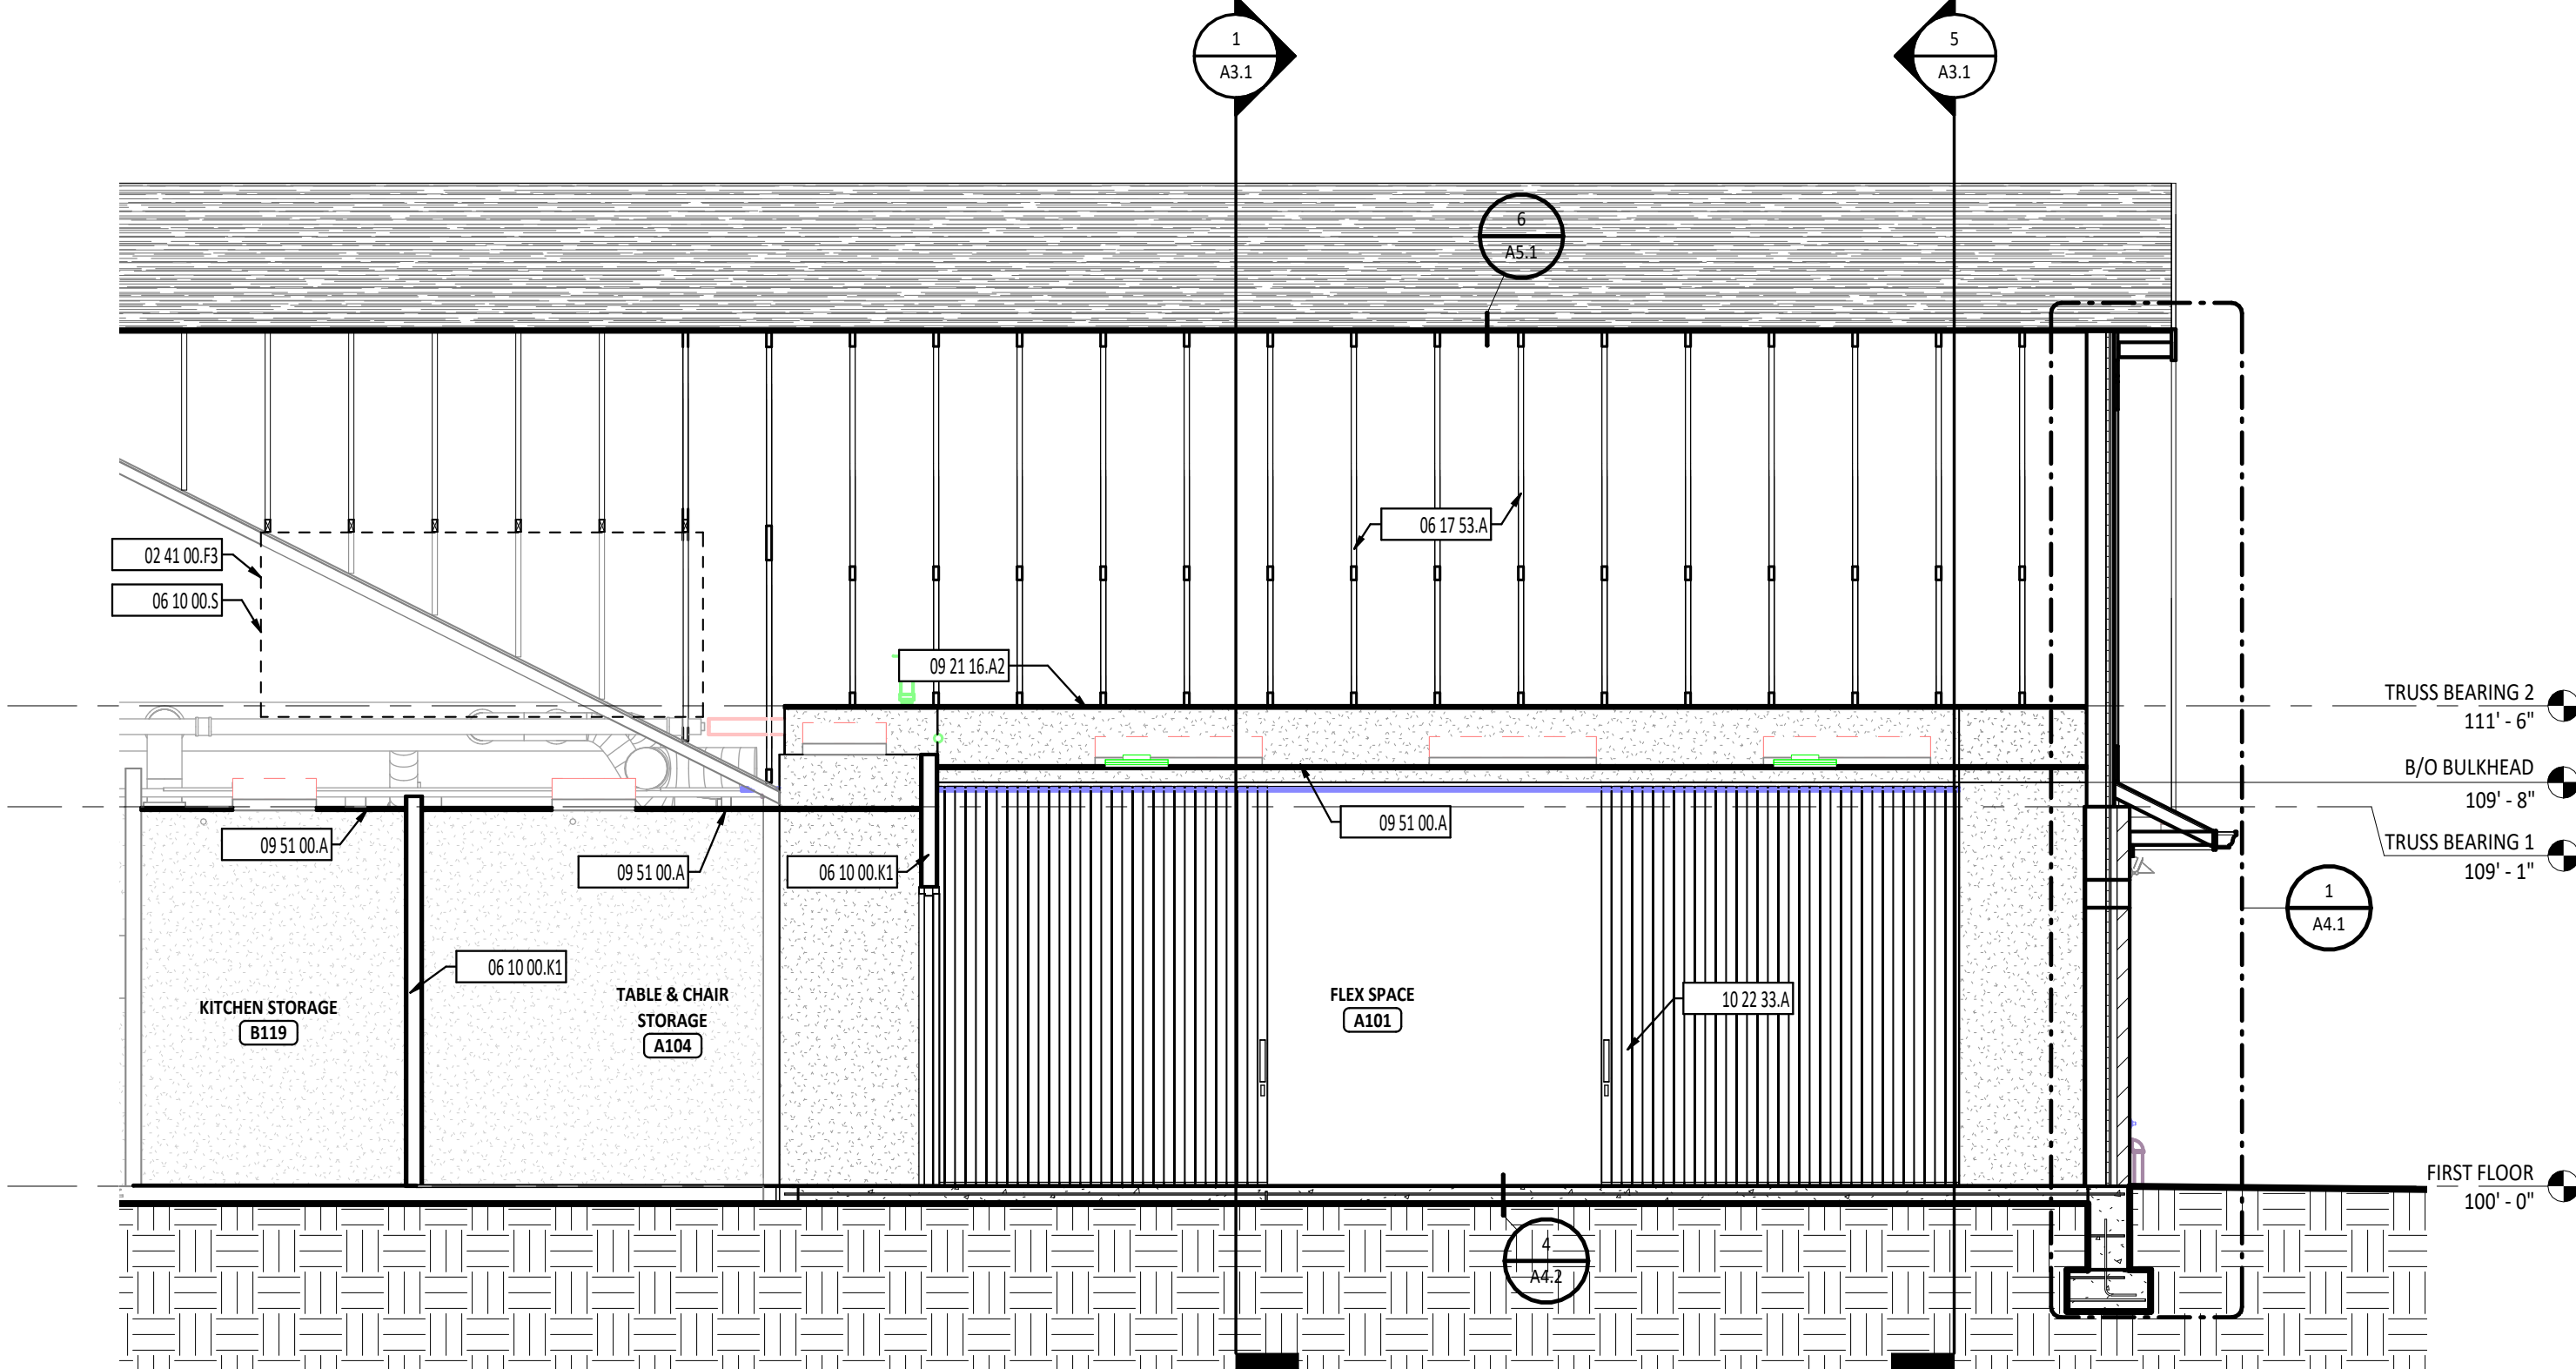 1
A3.1
5
A3.1
6
A5.1
06 17 53.A
02 41 00.F3
06 10 00.S
09 21 16.A2
TRUSS BEARING 2
111' - 6"
B/O BULKHEAD
109' - 8"
TRUSS BEARING 1
109' - 1"
09 51 00.A
09 51 00.A
09 51 00.A
06 10 00.K1
1
A4.1
06 10 00.K1
KITCHEN STORAGE
B119
TABLE & CHAIR
STORAGE
A104
FLEX SPACE
A101
10 22 33.A
FIRST FLOOR
100' - 0"
4
A4.2